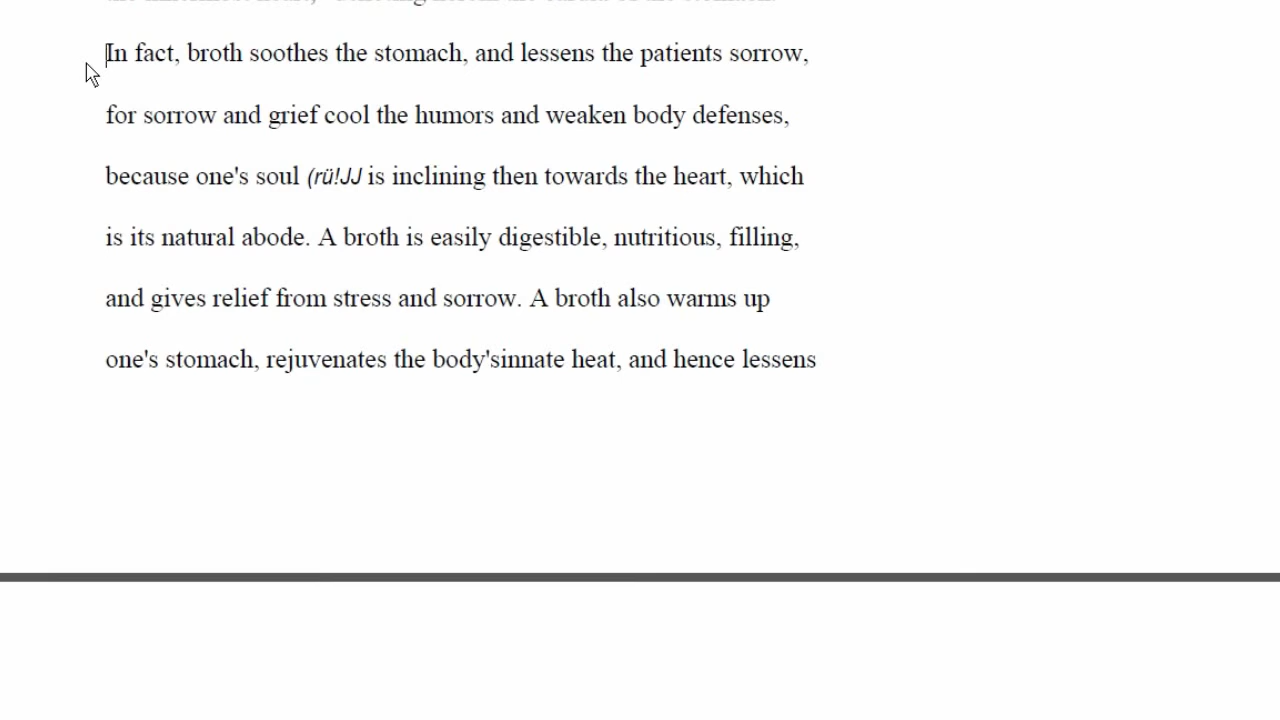 In fact, broth soothes the stomach, and lessens the patients sorrow,
for sorrow and grief cool the humors and weaken body defenses,
because one's soul (rü!JJ is inclining then towards the heart, which
is its natural abode. A broth is easily digestible, nutritious, filling,
and gives relief from stress and sorrow. A broth also warms up
one's stomach, rejuvenates the body'sinnate heat, and hence lessens